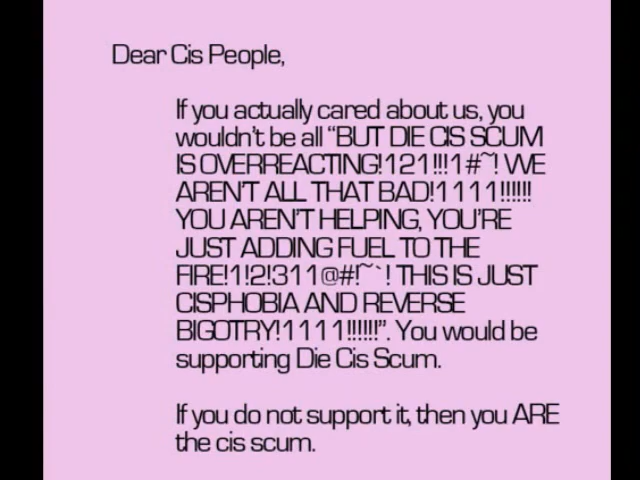 Dear Cis People,
If you actually cared about us, you
wouldn't be all "BUT DIE CIS SCUM
IS OVERREACTING!121!!!1#~! WE
AREN'T ALL THAT BAD!1111!!!!!!
YOU AREN'T HELPING, YOU'RE
JUST ADDING FUEL TO THE
FIRE!1!2!311@#!~`! THIS IS JUST
CISPHOBIA AND REVERSE
BIGOTRY!1111!!!!!!". You would be
supporting Die Cis Scum.
If you do not support it, then you ARE
the cis scum.